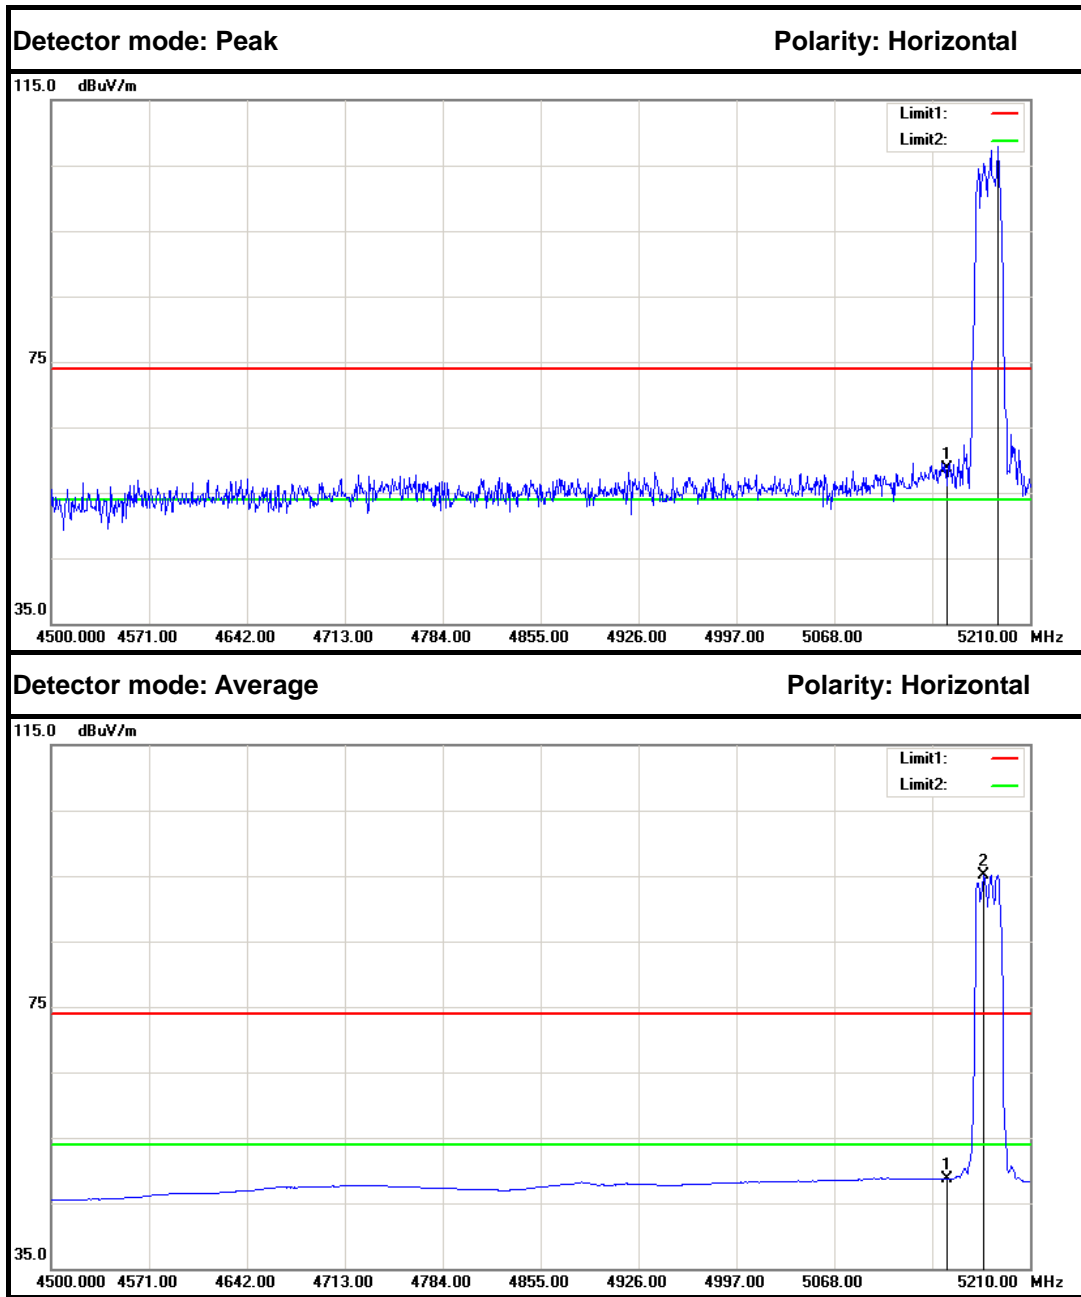 Detector mode: Peak Polarity: Horizontal
115.0 dBuV/m
Limit1:
Limit2:
75
1
35.0
4500.000 4571.00 4642.00 4713.00 4784.00 4855.00 4926.00 4997.00 5068.00 5210.00 MHz
Detector mode: Average Polarity: Horizontal
115.0 dBuV/m
Limit1:
Limit2:
2
75
1
35.0
4500.000 4571.00 4642.00 4713.00 4784.00 4855.00 4926.00 4997.00 5068.00 5210.00 MHz